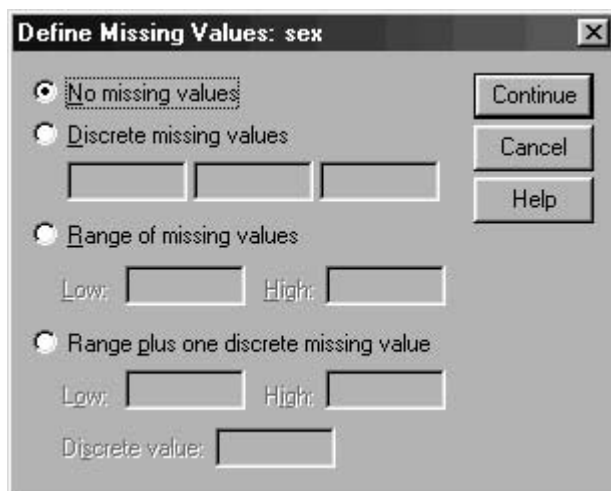 Define Missing Values: sex
No missing values
Continue
Discrete missing values
Cancel
Help
Range of missing values
Low: High:
Range plus one discrete missing value
Low: High:
Discrete value: